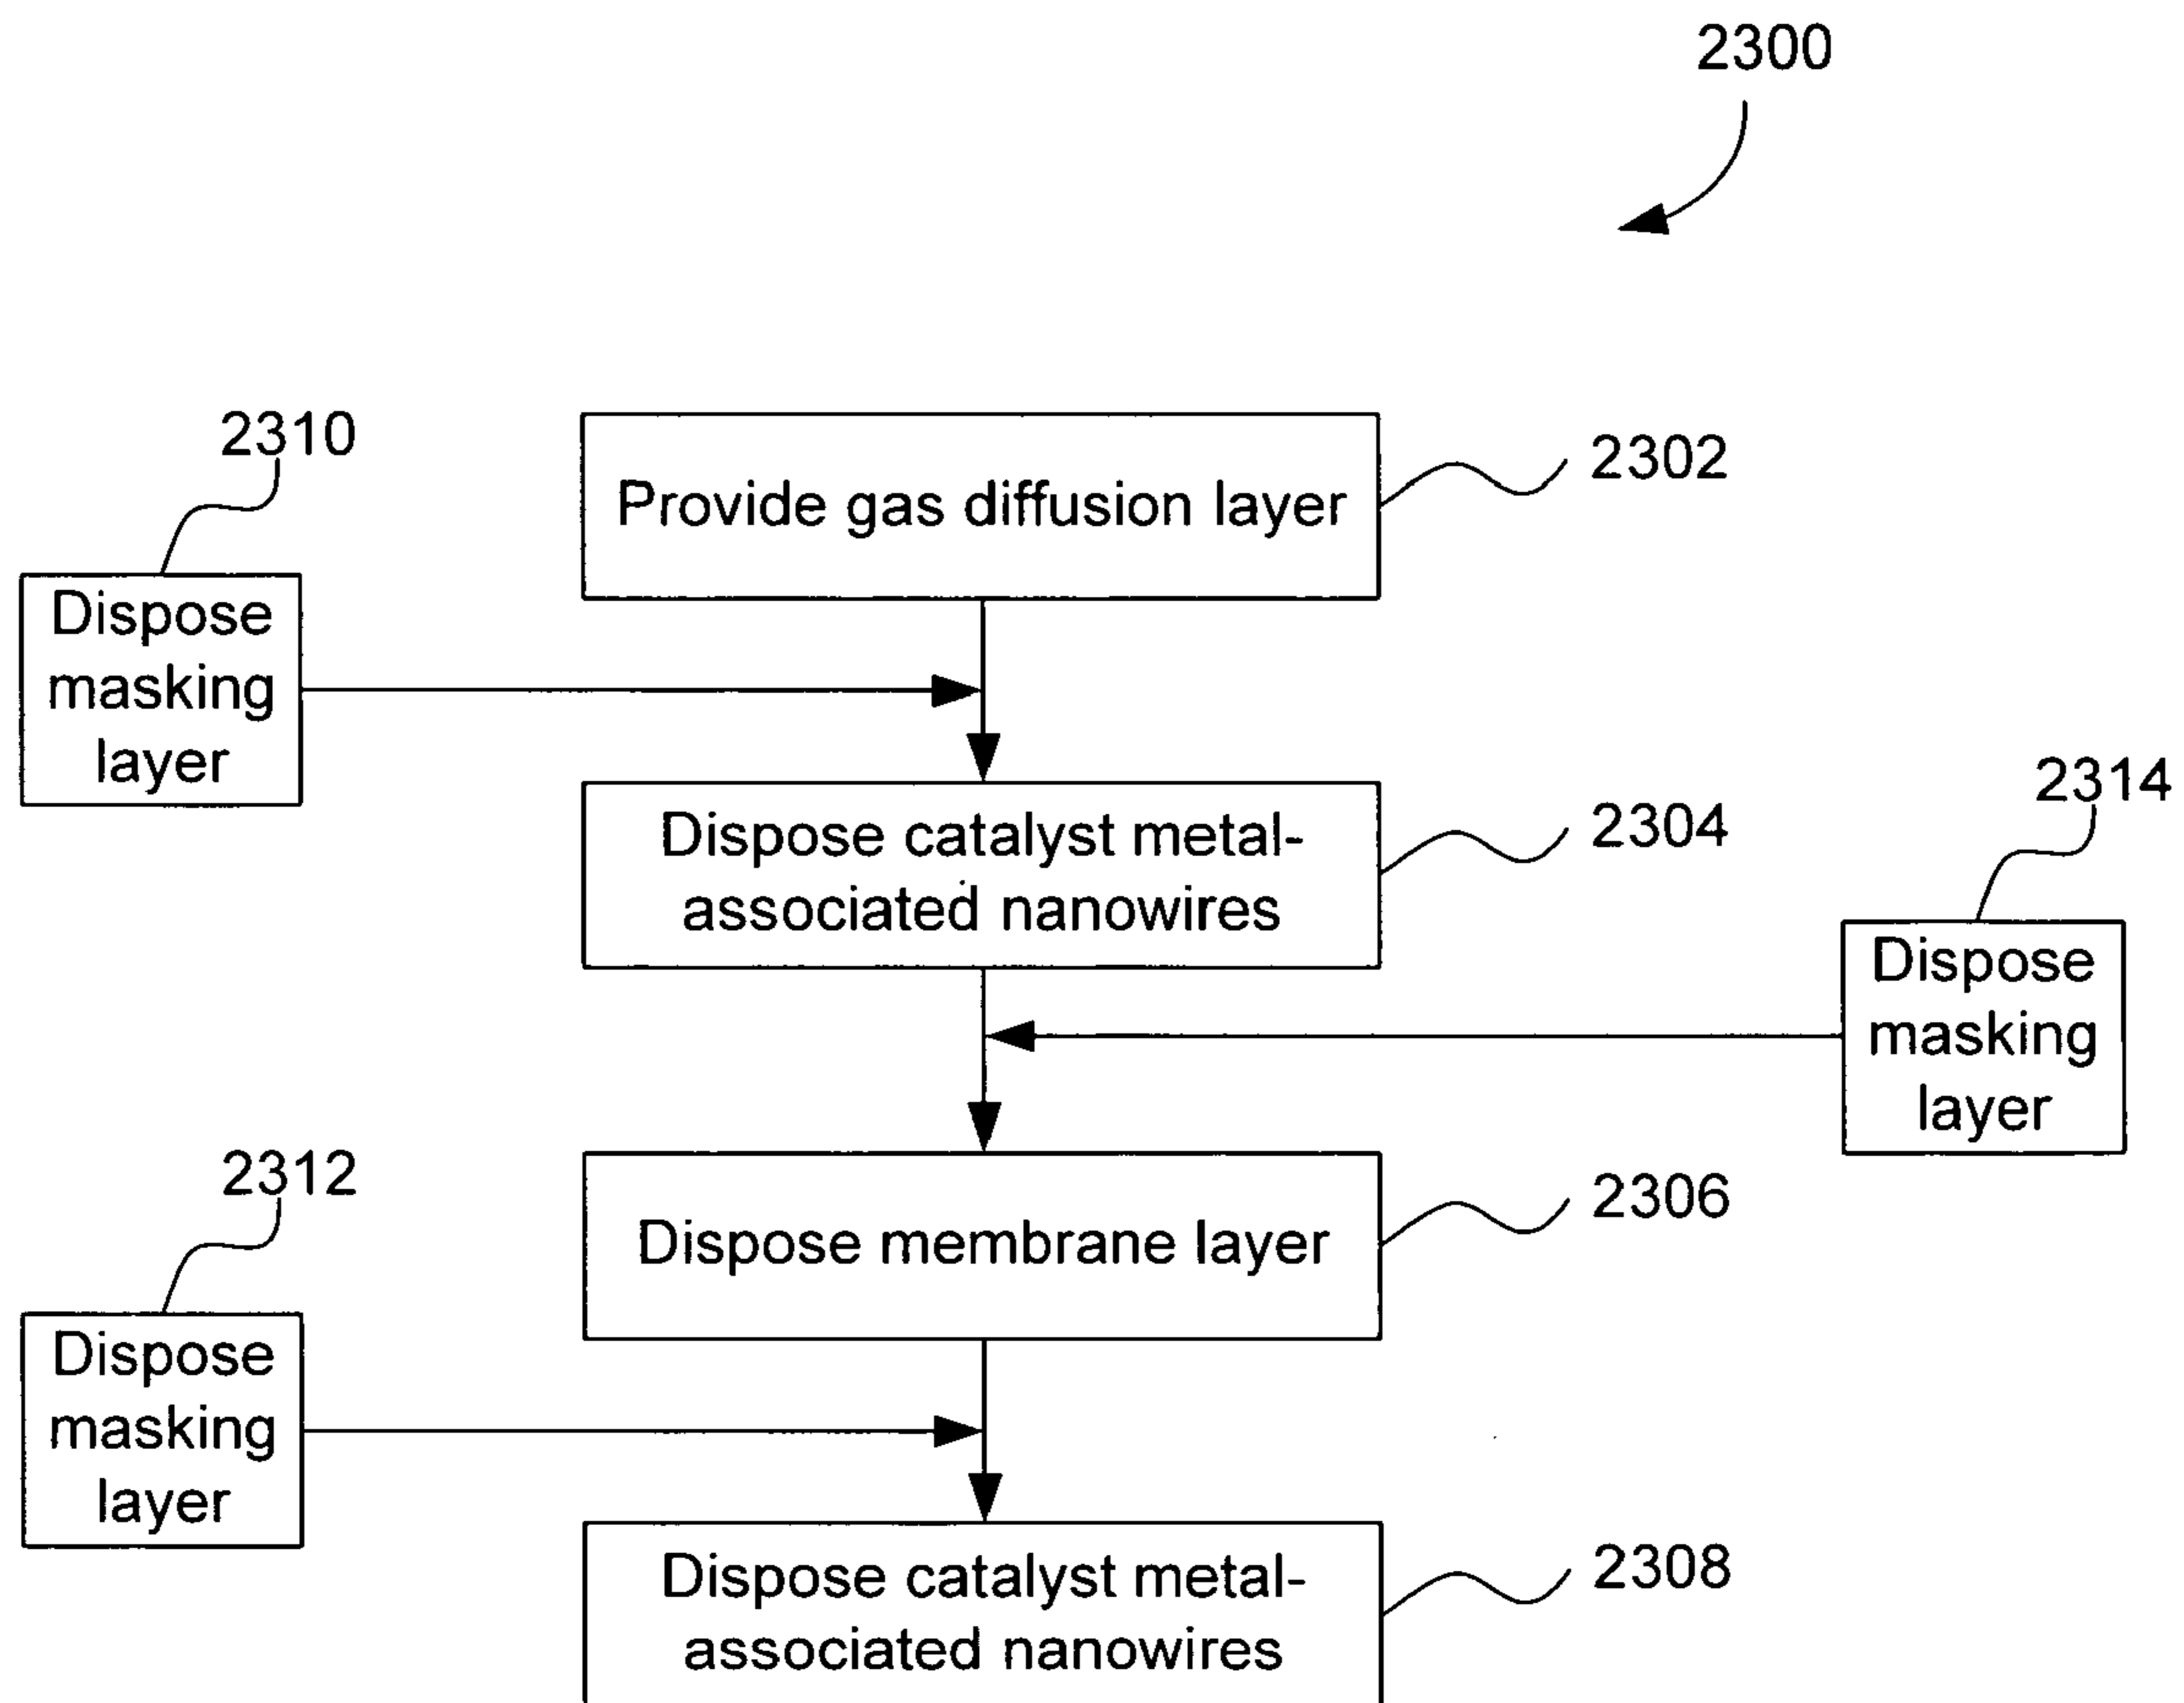 2300
2310
Provide gas diffusion layer
2302
Dispose
masking
layer
Dispose catalyst metal-
associated nanowires
2304
2314
Dispose
masking
layer
2312
Dispose membrane layer
2306
Dispose
masking
layer
Dispose catalyst metal-
associated nanowires
2308